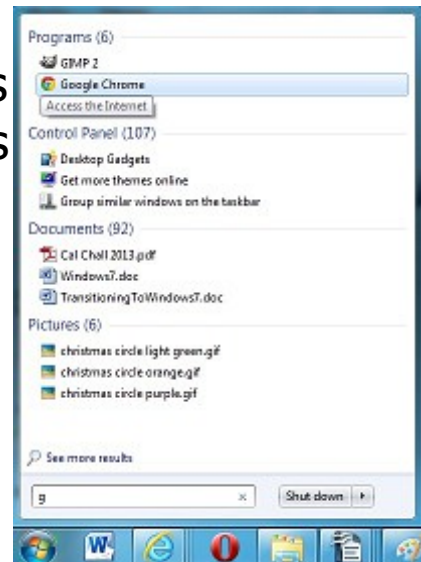 s
s
Programs (6)
GIMP 2
Google Chrome
Access the Internet
Control Panel (107)
Desktop Gadgets
Get more themes online
Group similar windows on the taskbar
Documents (92)
Cal Chall 2013.pdf
Windows7.doc
TransitioningToWindows7.doc
Pictures (6)
christmas circle light green.gif
christmas circle orange.gif
christmas circle purple.gif
See more results
g
Shut down